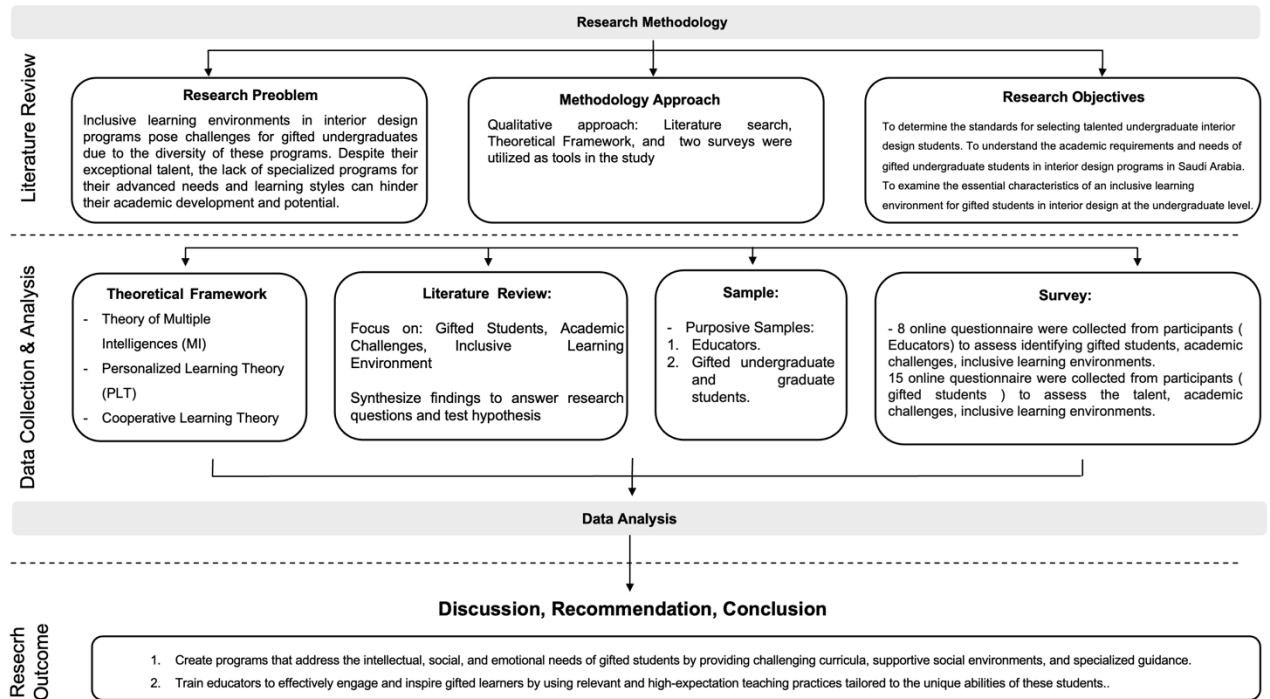 Research Methodology
Literature Review
Research Preoblem
Inclusive learning environments in interior design
programs pose challenges for gifted undergraduates
due to the diversity of these programs. Despite their
exceptional talent, the lack of specialized programs for
their advanced needs and learning styles can hinder
their academic development and potential.
Methodology Approach
Qualitative approach: Literature search,
Theoretical Framework, and two surveys were
utilized as tools in the study
Research Objectives
To determine the standards for selecting talented undergraduate interior
design students. To understand the academic requirements and needs of
gifted undergraduate students in interior design programs in Saudi Arabia.
To examine the essential characteristics of an inclusive learning
environment for gifted students in interior design at the undergraduate level.
Data Collection & Analysis
Theoretical Framework
- Theory of Multiple
Intelligences (MI)
- Personalized Learning Theory
(PLT)
- Cooperative Learning Theory
Literature Review:
Focus on: Gifted Students, Academic
Challenges, Inclusive Learning
Environment
Synthesize findings to answer research
questions and test hypothesis
Sample:
- Purposive Samples:
1. Educators.
2. Gifted undergraduate
and graduate
students.
Survey:
- 8 online questionnaire were collected from participants (
Educators) to assess identifying gifted students, academic
challenges, inclusive learning environments.
15 online questionnaire were collected from participants (
gifted students ) to assess the talent, academic
challenges, inclusive learning environments.
Data Analysis
Discussion, Recommendation, Conclusion
Resecrh
Outcome
1. Create programs that address the intellectual, social, and emotional needs of gifted students by providing challenging curricula, supportive social environments, and specialized guidance.
2. Train educators to effectively engage and inspire gifted learners by using relevant and high-expectation teaching practices tailored to the unique abilities of these students..